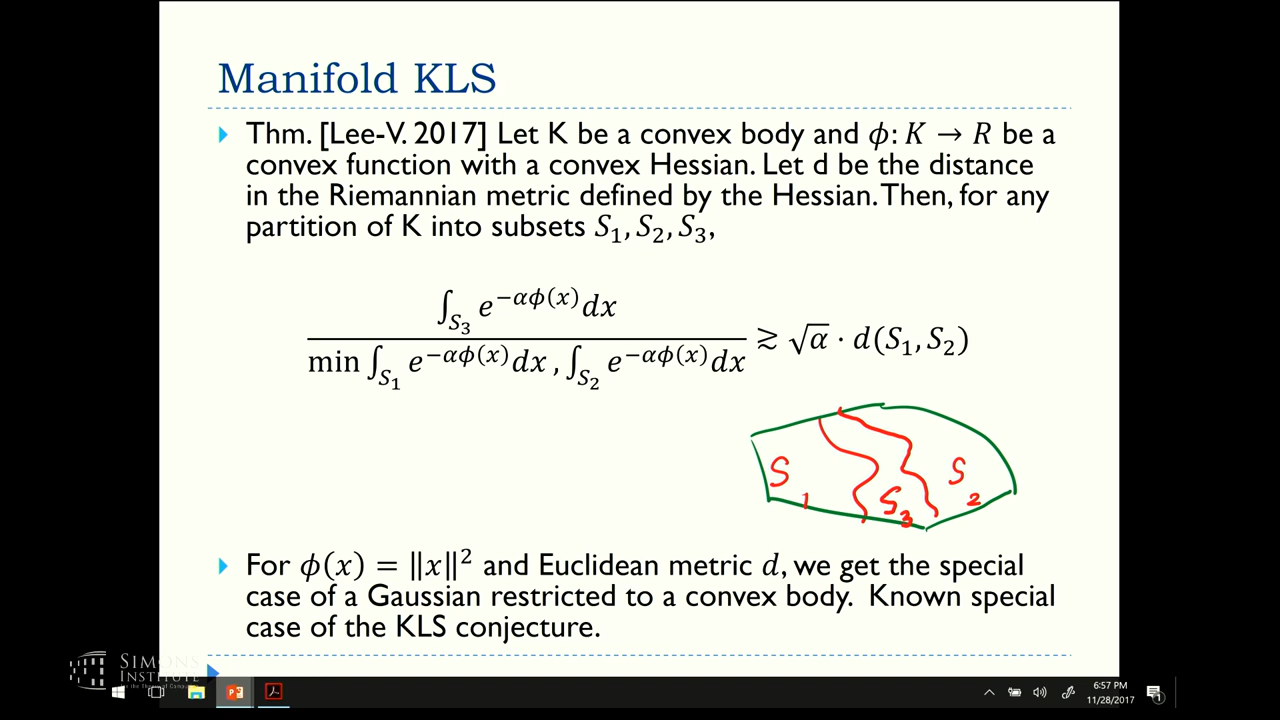 Manifold KLS
Thm. [Lee-V. 2017] Let K be a convex body and ϕ: K → R be a
convex function with a convex Hessian. Let d be the distance
in the Riemannian metric defined by the Hessian. Then, for any
partition of K into subsets S₁, S₂, S₃,
∫_{S₃} e^{−αϕ(x)} dx
min ∫_{S₁} e^{−αϕ(x)} dx , ∫_{S₂} e^{−αϕ(x)} dx
≳ √α · d(S₁, S₂)
S₁ S₃ S₂
For ϕ(x) = ‖x‖² and Euclidean metric d, we get the special
case of a Gaussian restricted to a convex body. Known special
case of the KLS conjecture.
SIMONS
INSTITUTE
6:57 PM
11/28/2017